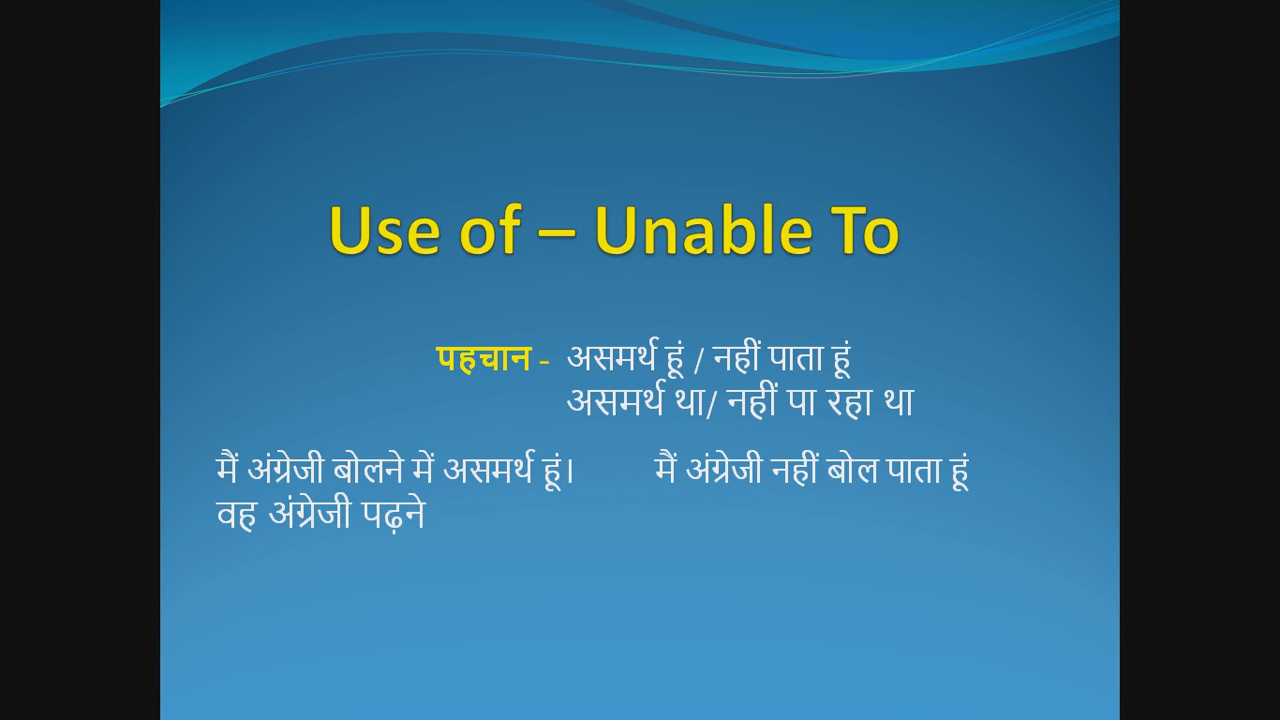 Use of – Unable To
पहचान - असमर्थ हूं / नहीं पाता हूं
असमर्थ था/ नहीं पा रहा था
मैं अंग्रेजी बोलने में असमर्थ हूं। मैं अंग्रेजी नहीं बोल पाता हूं
वह अंग्रेजी पढ़ने